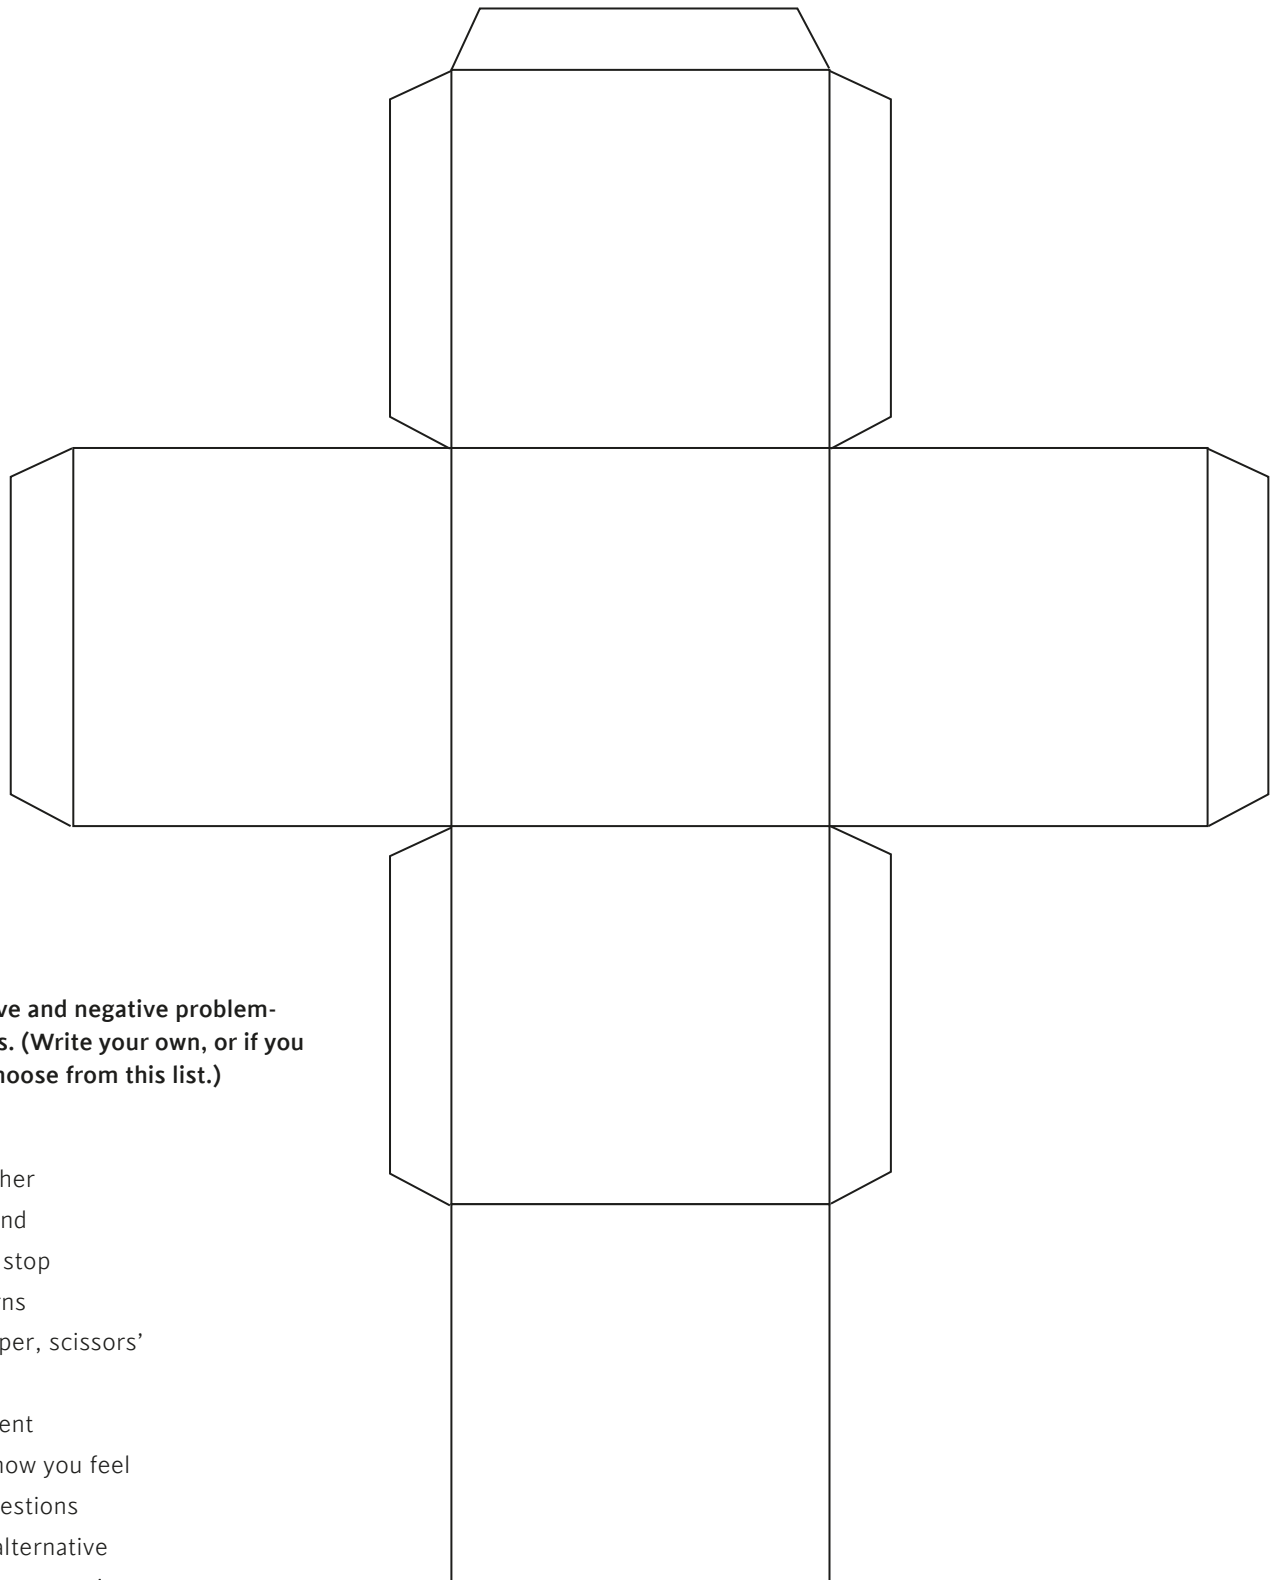 ve and negative problem-
s. (Write your own, or if you
hoose from this list.)
her
nd
stop
ns
per, scissors’
ent
how you feel
estions
alternative